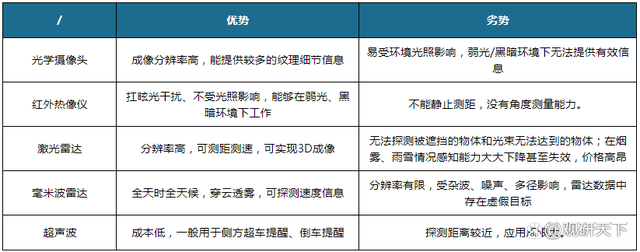 /
优势
劣势
光学摄像头
成像分辨率高，能提供较多的纹理细节信息
易受环境光照影响，弱光/黑暗环境下无法提供有效信
息
红外热像仪
扛眩光干扰、不受光照影响，能够在弱光、黑
暗环境下工作
不能静止测距，没有角度测量能力。
激光雷达
分辨率高，可测距测速，可实现3D成像
无法探测被遮挡的物体和光束无法达到的物体；在烟
雾、雨雪情况感知能力大大下降甚至失效，价格高昂
毫米波雷达
全天时全天候，穿云透雾，可探测速度信息
分辨率有限，受杂波、噪声、多径影响，雷达数据中
存在虚假目标
超声波
成本低，一般用于侧方超车提醒、倒车提醒
探测距离较近，应用
观研天下